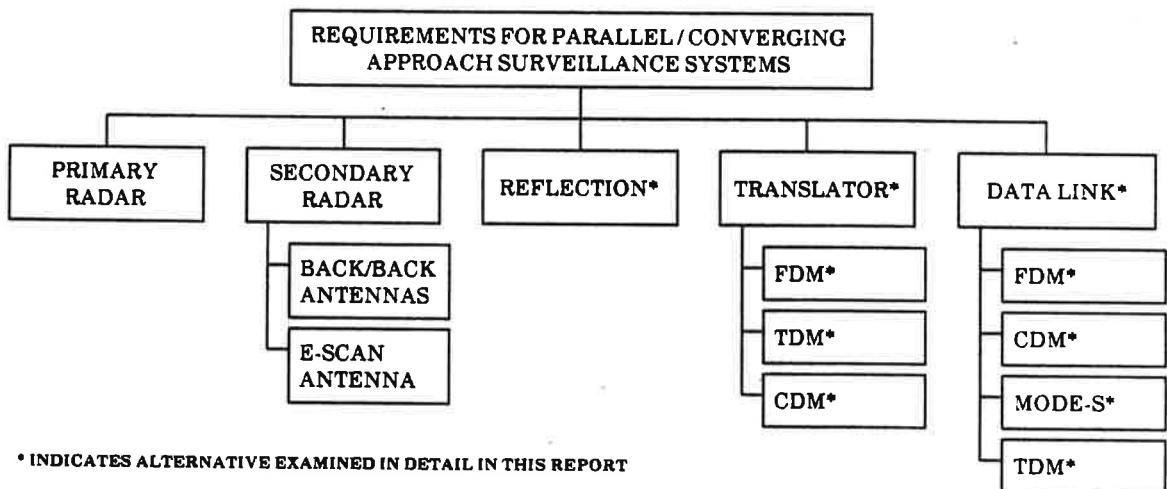 REQUIREMENTS FOR PARALLEL / CONVERGING
APPROACH SURVEILLANCE SYSTEMS
PRIMARY
RADAR
SECONDARY
RADAR
BACK/BACK
ANTENNAS
E-SCAN
ANTENNA
REFLECTION*
TRANSLATOR*
FDM*
TDM*
CDM*
DATA LINK*
FDM*
CDM*
MODE-S*
TDM*
* INDICATES ALTERNATIVE EXAMINED IN DETAIL IN THIS REPORT